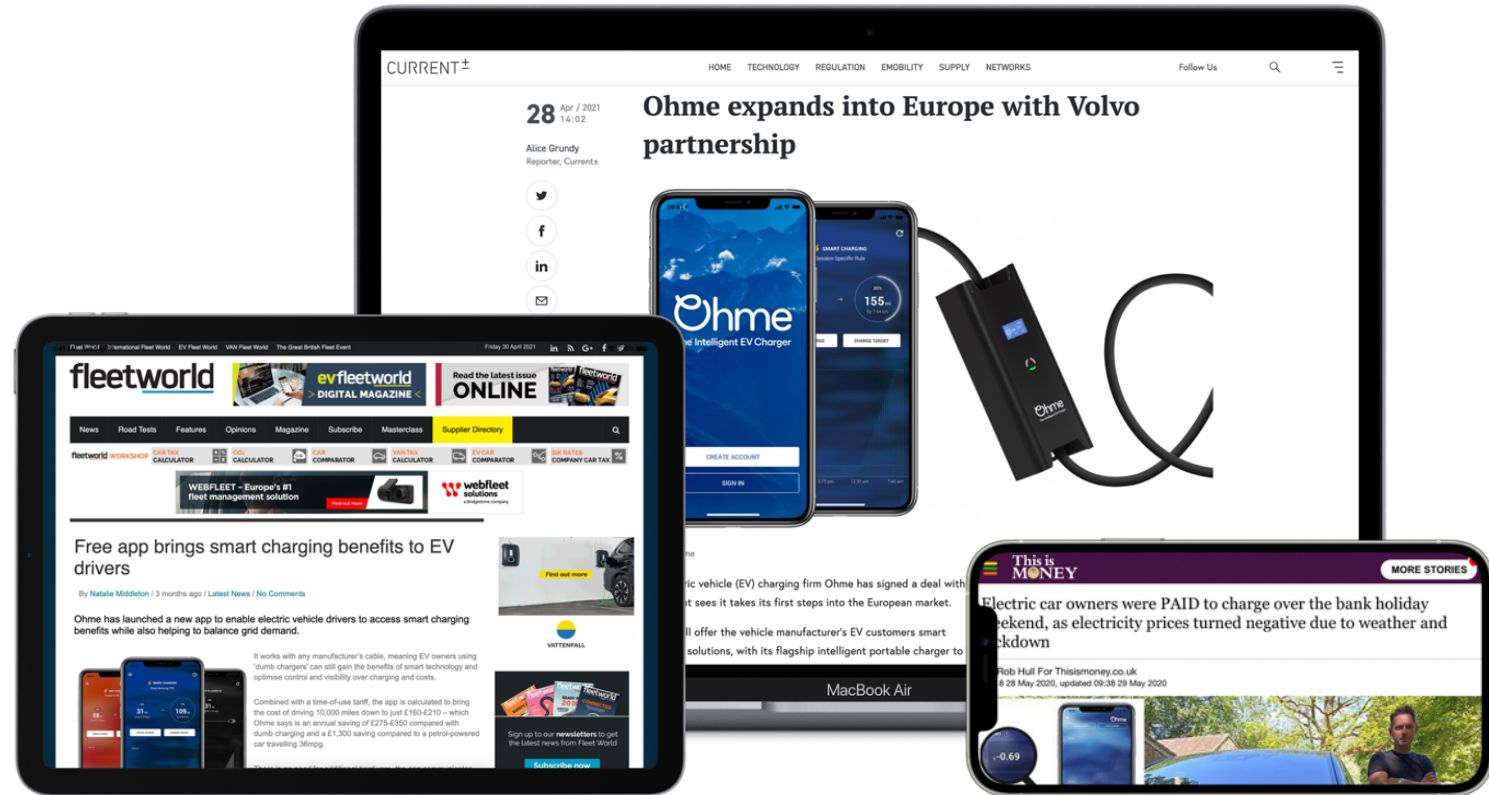 CURRENT±
HOME TECHNOLOGY REGULATION EMOBILITY SUPPLY NETWORKS
Follow Us
28 Apr / 2021
14:02
Alice Grundy
Reporter, Current±
Ohme expands into Europe with Volvo
partnership
Ohme
Intelligent EV Charger
CREATE ACCOUNT
SIGN IN
SMART CHARGING
Session Specific Rule
155
CHANGE TARGET
Ohme
vehicle (EV) charging firm Ohme has signed a deal with
sees it takes its first steps into the European market.
offer the vehicle manufacturer's EV customers smart
solutions, with its flagship intelligent portable charger to
MacBook Air
International Fleet World EV Fleet World VAN Fleet World The Great British Fleet Event
Friday 30 April 2021
fleetworld
evfleetworld
> DIGITAL MAGAZINE <
Read the latest issue
ONLINE
News Road Tests Features Opinions Magazine Subscribe Masterclass Supplier Directory
fleetworld WORKSHOP
CAR TAX
CALCULATOR
CO₂
CALCULATOR
CAR
COMPARATOR
VAN TAX
CALCULATOR
EV CAR
COMPARATOR
BIK RATES
COMPANY CAR TAX
WEBFLEET – Europe's #1
fleet management solution
Find out more
webfleet
solutions
a Bridgestone company
Free app brings smart charging benefits to EV
drivers
By Natalie Middleton / 3 months ago / Latest News / No Comments
Ohme has launched a new app to enable electric vehicle drivers to access smart charging
benefits while also helping to balance grid demand.
It works with any manufacturer's cable, meaning EV owners using
'dumb chargers' can still gain the benefits of smart technology and
optimise control and visibility over charging and costs.
Combined with a time-of-use tariff, the app is calculated to bring
the cost of driving 10,000 miles down to just £160-£210 – which
Ohme says is an annual saving of £275-£350 compared with
dumb charging and a £1,300 saving compared to a petrol-powered
car travelling 36mpg.
Find out more
VATTENFALL
Sign up to our newsletters to get
the latest news from Fleet World
Subscribe now
This is
MONEY
MORE STORIES
Electric car owners were PAID to charge over the bank holiday
weekend, as electricity prices turned negative due to weather and
lockdown
Rob Hull For Thisismoney.co.uk
28 May 2020, updated 09:38 29 May 2020
-0.69
Ohme